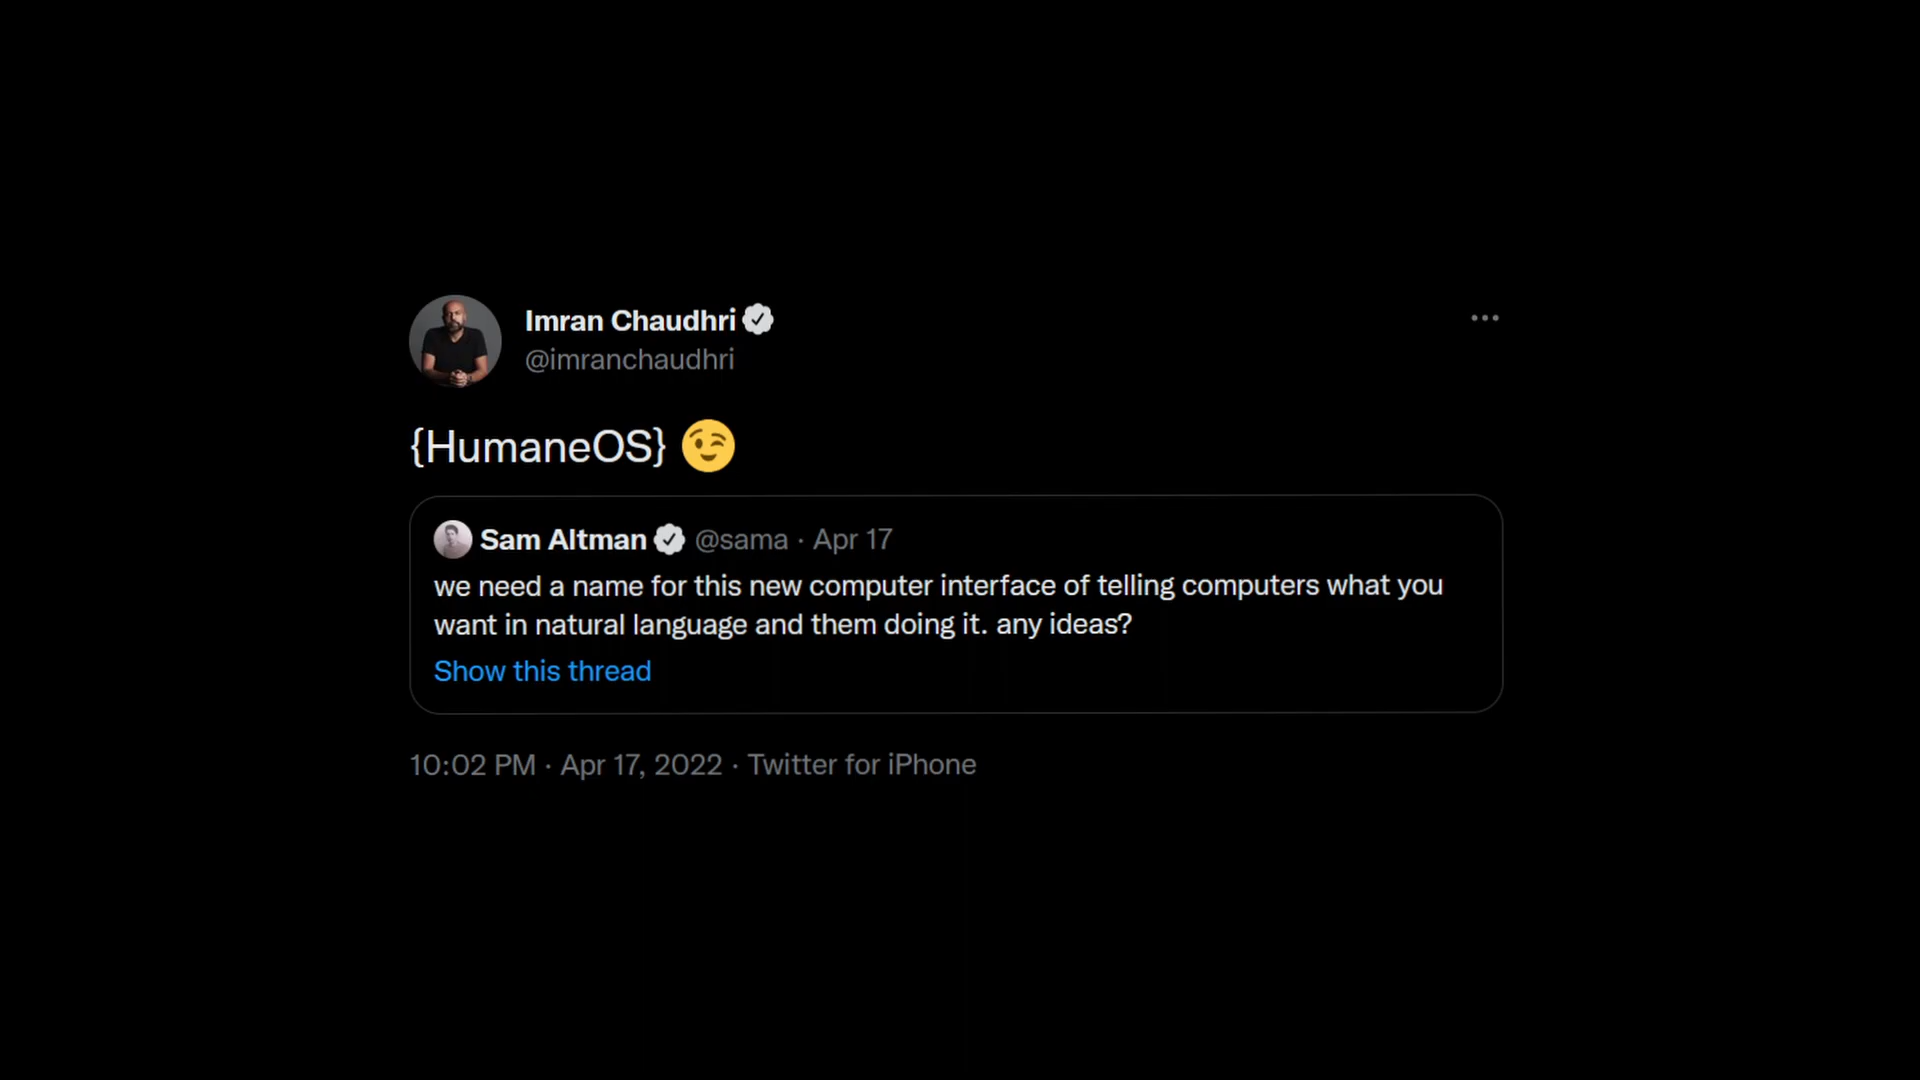 Imran Chaudhri
@imranchaudhri
{HumaneOS} 😉
Sam Altman @sama · Apr 17
we need a name for this new computer interface of telling computers what you
want in natural language and them doing it. any ideas?
Show this thread
10:02 PM · Apr 17, 2022 · Twitter for iPhone